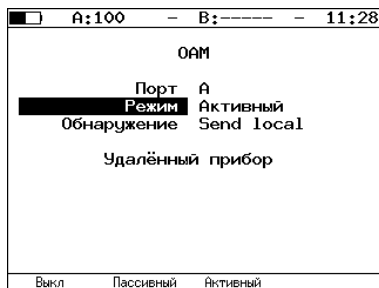 A:100 – B:----- – 11:28
OAM
Порт A
Режим Активный
Обнаружение Send local
Удалённый прибор
Выкл Пассивный Активный